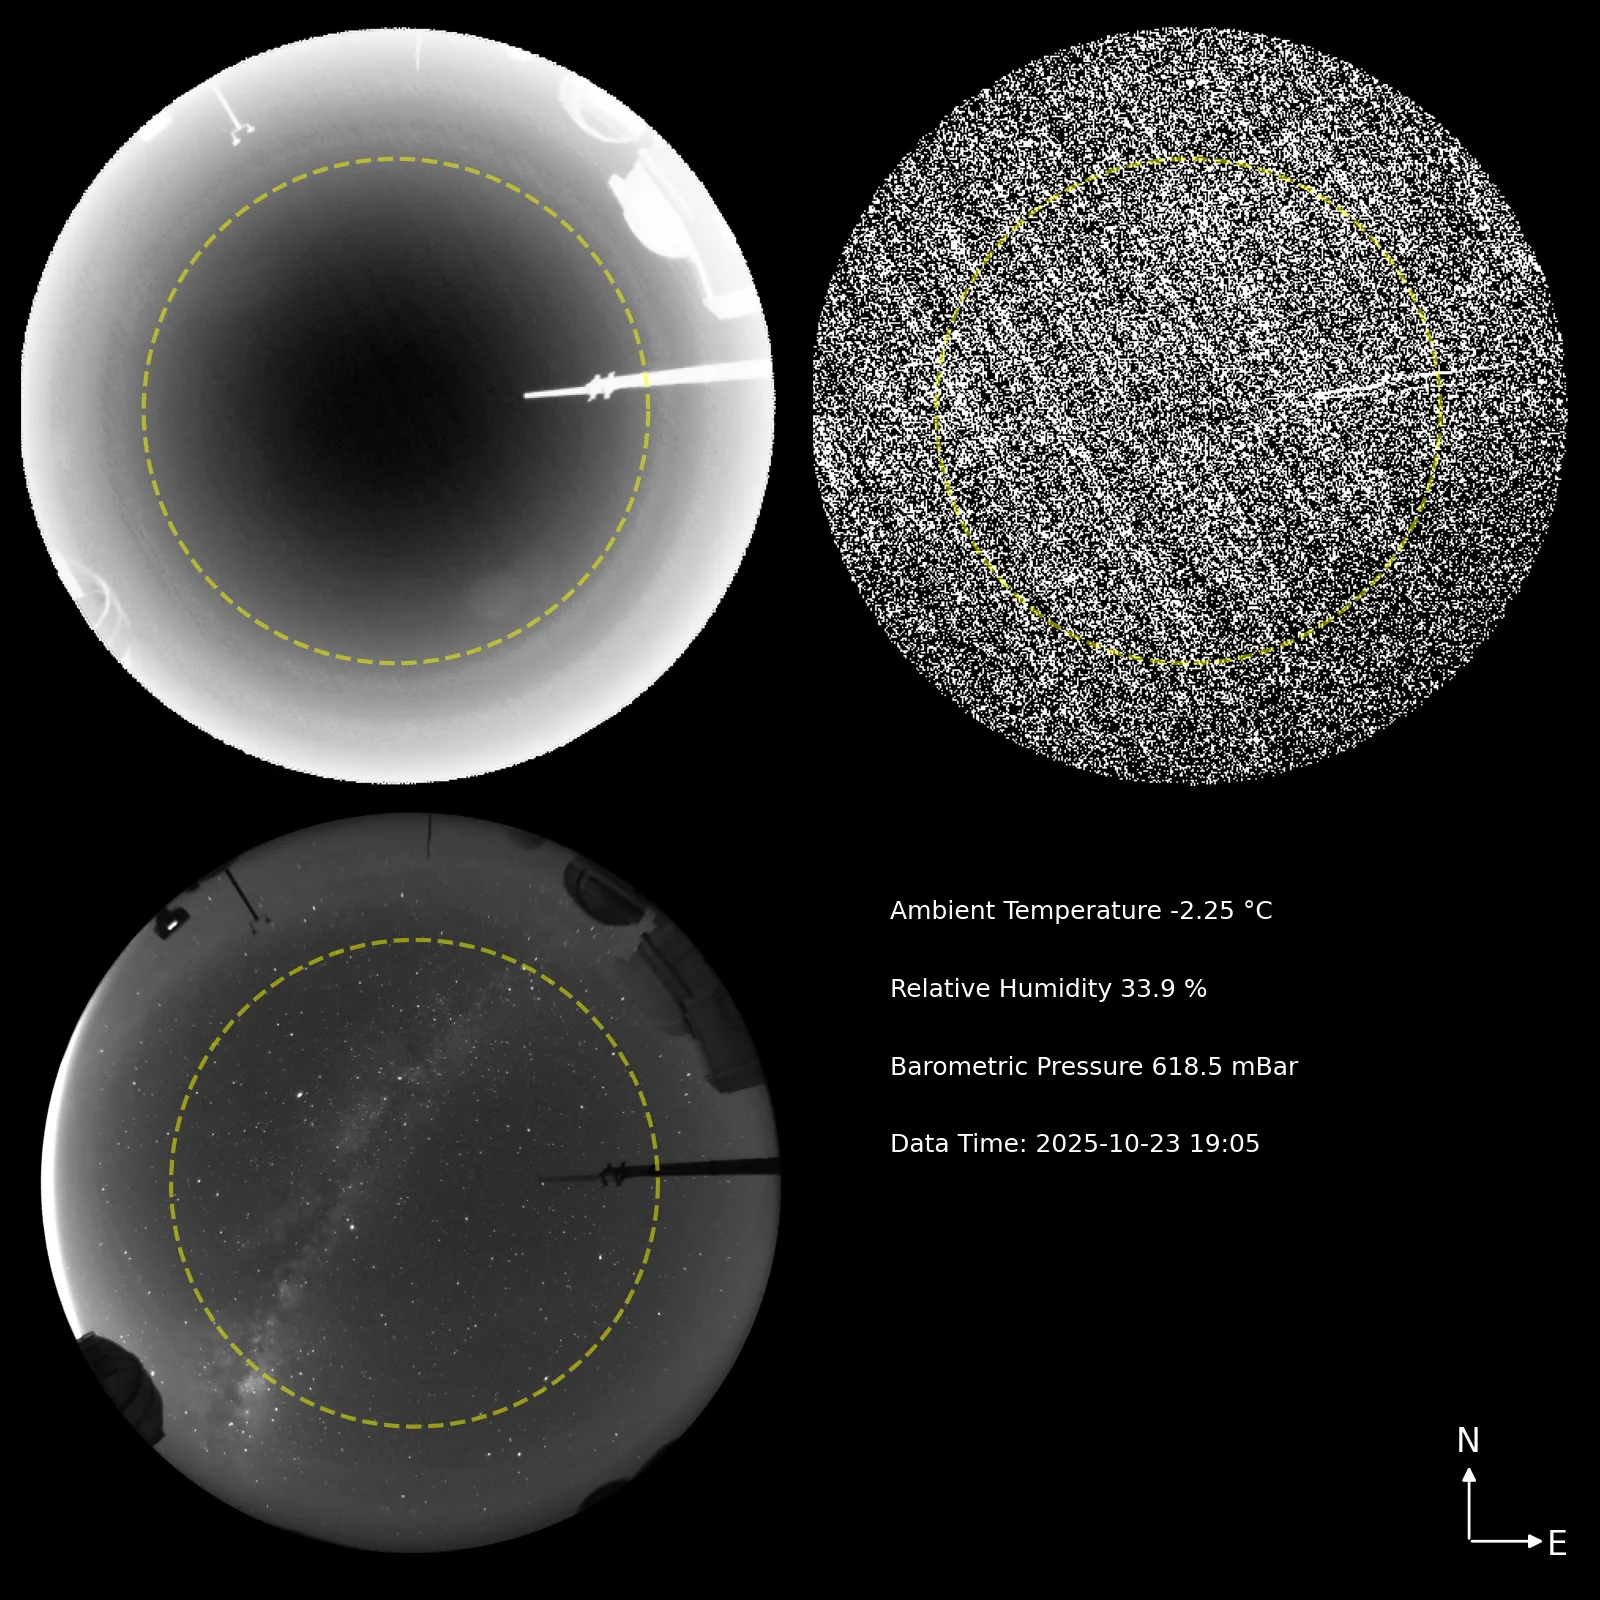 Ambient Temperature -2.25 °C
Relative Humidity 33.9 %
Barometric Pressure 618.5 mBar
Data Time: 2025-10-23 19:05
N
E